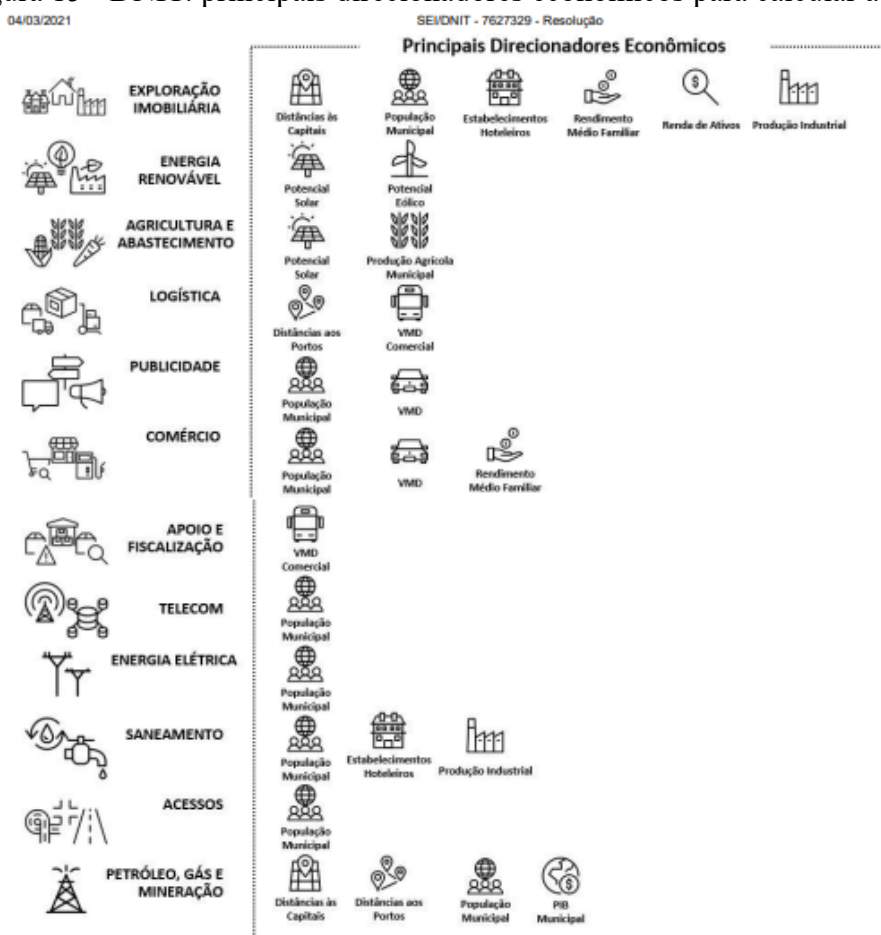 04/03/2021
SEI/DNIT - 7627329 - Resolução
Principais Direcionadores Econômicos
EXPLORAÇÃO
IMOBILIÁRIA
Distâncias às
Capitais
População
Municipal
Estabelecimentos
Hoteleiros
Rendimento
Médio Familiar
Renda de Ativos
Produção Industrial
ENERGIA
RENOVÁVEL
Potencial
Solar
Potencial
Eólico
AGRICULTURA E
ABASTECIMENTO
Potencial
Solar
Produção Agrícola
Municipal
LOGÍSTICA
Distâncias aos
Portos
VMD
Comercial
PUBLICIDADE
População
Municipal
VMD
COMÉRCIO
População
Municipal
VMD
Rendimento
Médio Familiar
APOIO E
FISCALIZAÇÃO
VMD
Comercial
TELECOM
População
Municipal
ENERGIA ELÉTRICA
População
Municipal
SANEAMENTO
População
Municipal
Estabelecimentos
Hoteleiros
Produção Industrial
ACESSOS
População
Municipal
PETRÓLEO, GÁS E
MINERAÇÃO
Distâncias às
Capitais
Distâncias aos
Portos
População
Municipal
PIB
Municipal